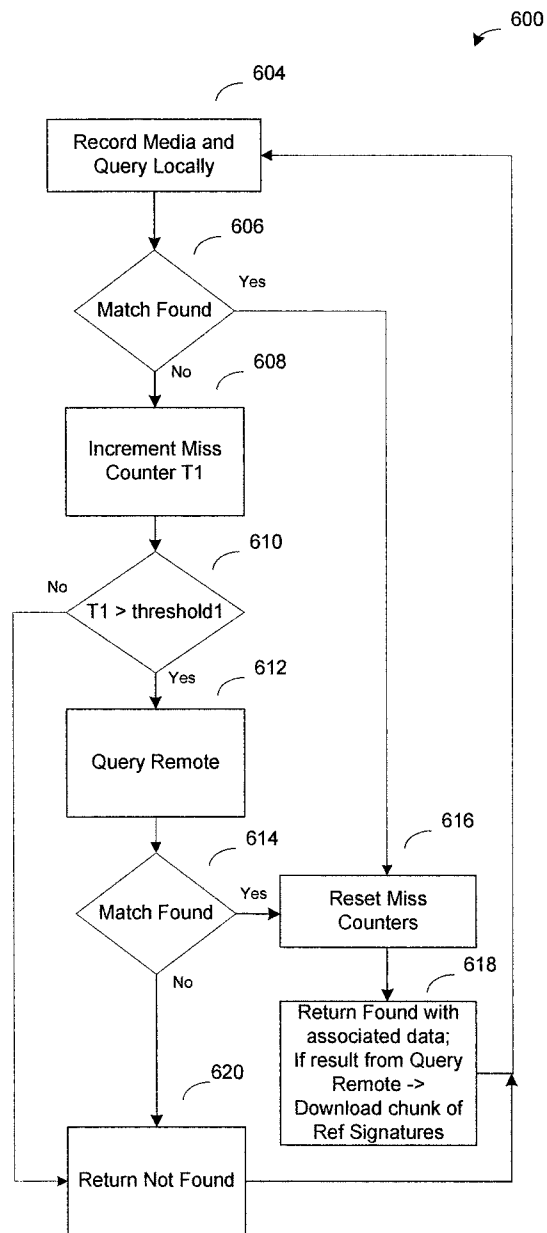 600
604
Record Media and
Query Locally
606
Yes
Match Found
No
608
Increment Miss
Counter T1
610
No
T1 > threshold1
Yes
612
Query Remote
614
616
Yes
Match Found
Reset Miss
Counters
No
618
Return Found with
associated data;
If result from Query
Remote ->
Download chunk of
Ref Signatures
620
Return Not Found